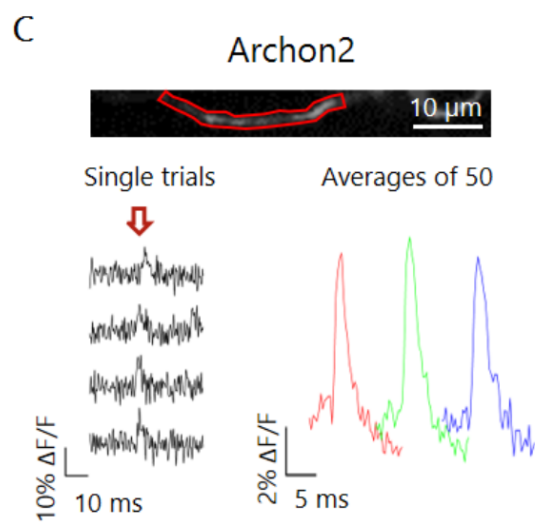 C
Archon2
10 μm
Single trials
Averages of 50
10% ΔF/F
10 ms
2% ΔF/F
5 ms